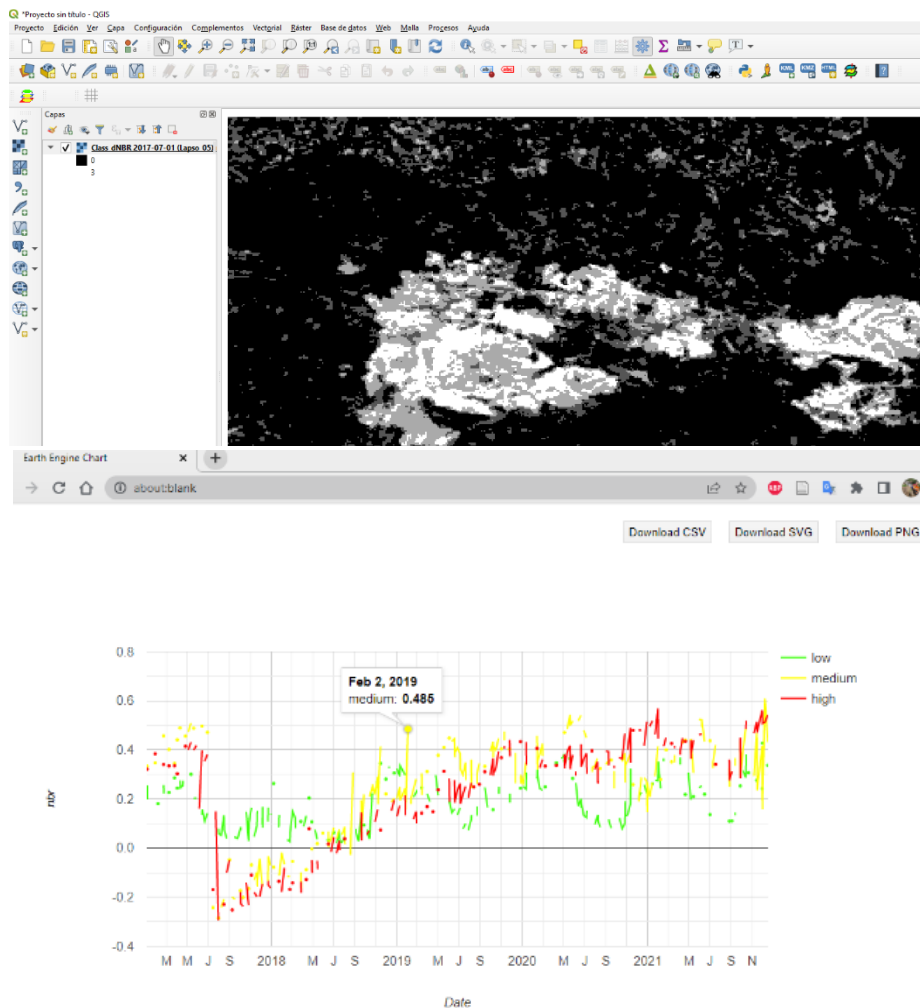 *Proyecto sin título - QGIS
Proyecto Edición Ver Capa Configuración Complementos Vectorial Ráster Base de datos Web Malla Procesos Ayuda
Capas
Class dNBR 2017-07-01 (Lapso_05)
0
3
Earth Engine Chart
about:blank
Download CSV Download SVG Download PNG
0.8
0.6
0.4
0.2
0.0
-0.2
-0.4
nbr
Feb 2, 2019
medium: 0.485
low
medium
high
M M J S 2018 M J S 2019 M J S 2020 M J S 2021 M J S N
Date